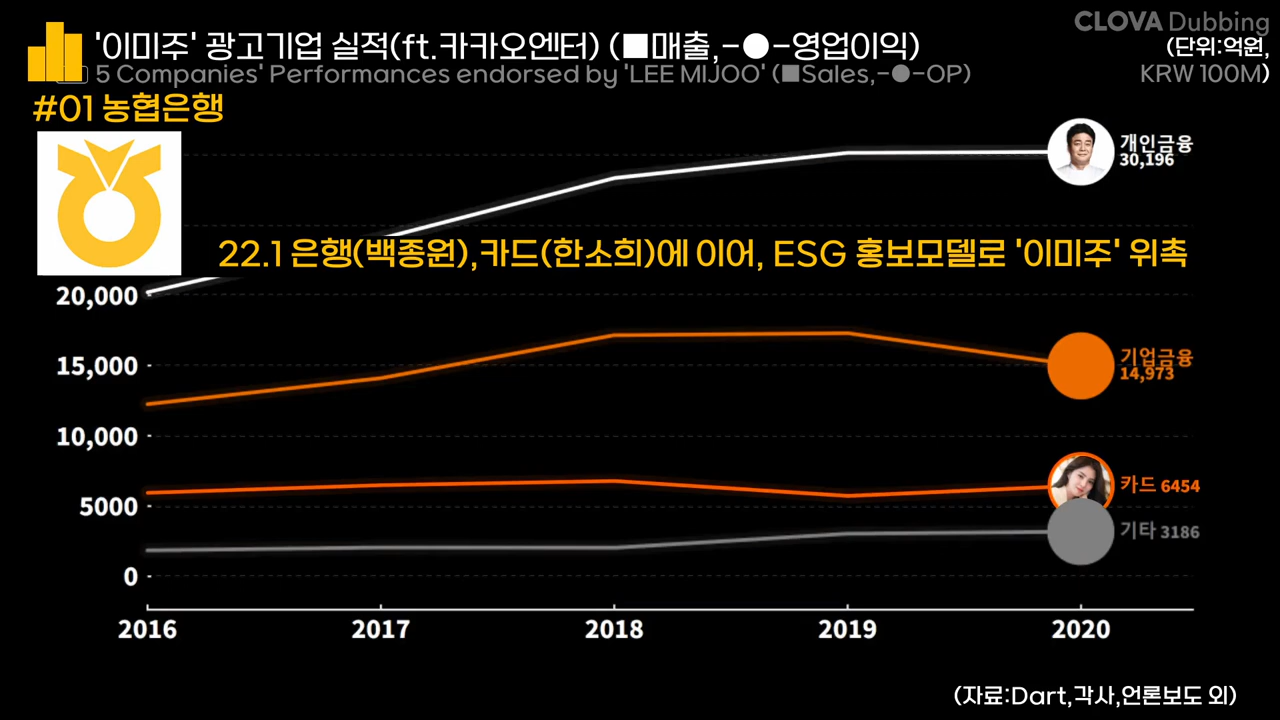 CLOVA Dubbing
'이미주' 광고기업 실적(ft.카카오엔터) (■매출,-●-영업이익)
(단위:억원,
5 Companies' Performances endorsed by 'LEE MIJOO' (■Sales,-●-OP)
KRW 100M)
#01 농협은행
개인금융
30,196
22.1 은행(백종원),카드(한소희)에 이어, ESG 홍보모델로 '이미주' 위촉
20,000
15,000
기업금융
14,973
10,000
5000
카드 6454
기타 3186
0
2016 2017 2018 2019 2020
(자료:Dart,각사,언론보도 외)